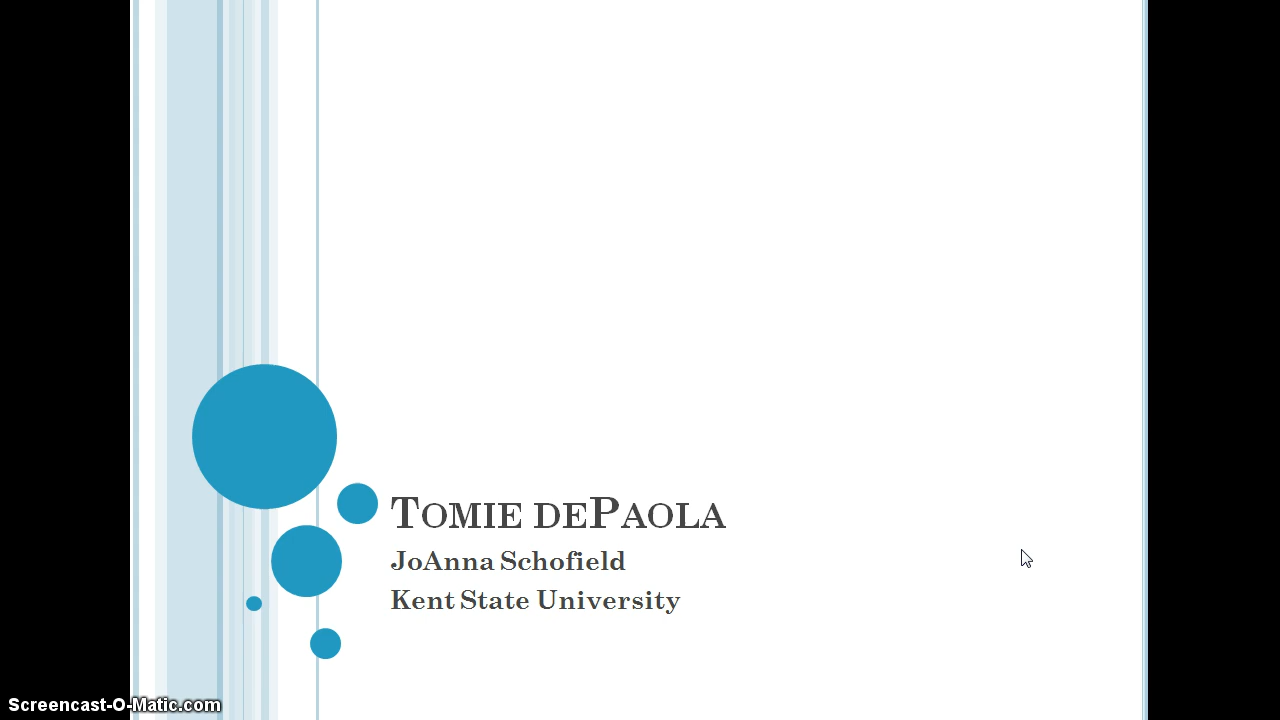 Tomie dePaola
JoAnna Schofield
Kent State University
Screencast-O-Matic.com